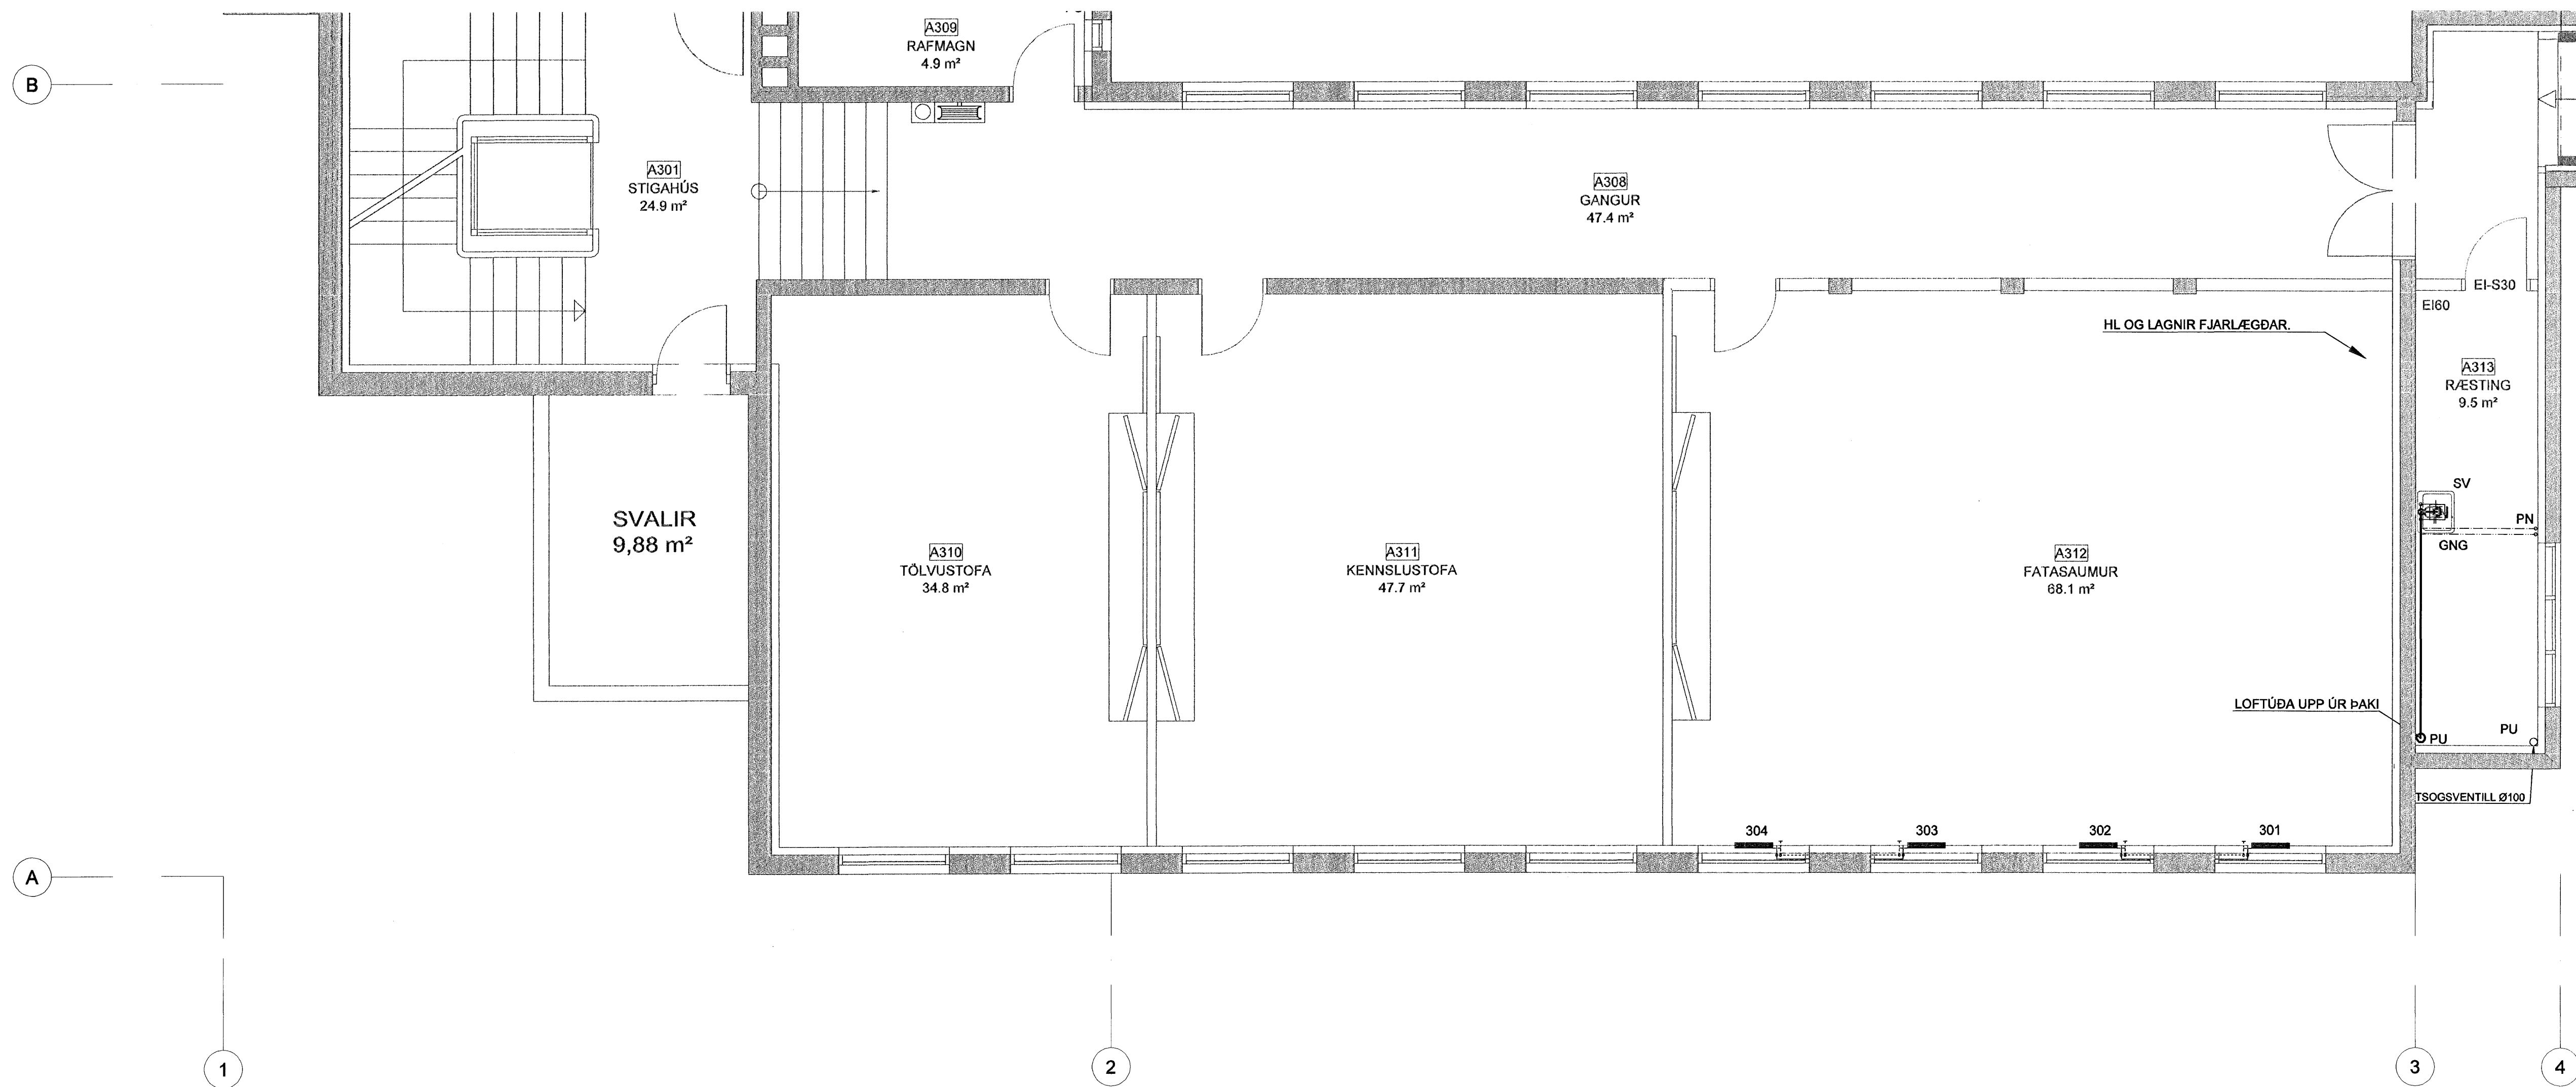 A309
RAFMAGN
4.9 m²
B
A301
STIGAHÚS
24.9 m²
A308
GANGUR
47.4 m²
EI-S30
EI60
HL OG LAGNIR FJARLÆGÐAR.
A313
RÆSTING
9.5 m²
SV
PN
GNG
SVALIR
9,88 m²
A310
TÖLVUSTOFA
34.8 m²
A311
KENNSLUSTOFA
47.7 m²
A312
FATASAUMUR
68.1 m²
LOFTÚÐA UPP ÚR ÞAKI
PU
PU
TSOGSVENTILL Ø100
304
303
302
301
A
1
2
3
4